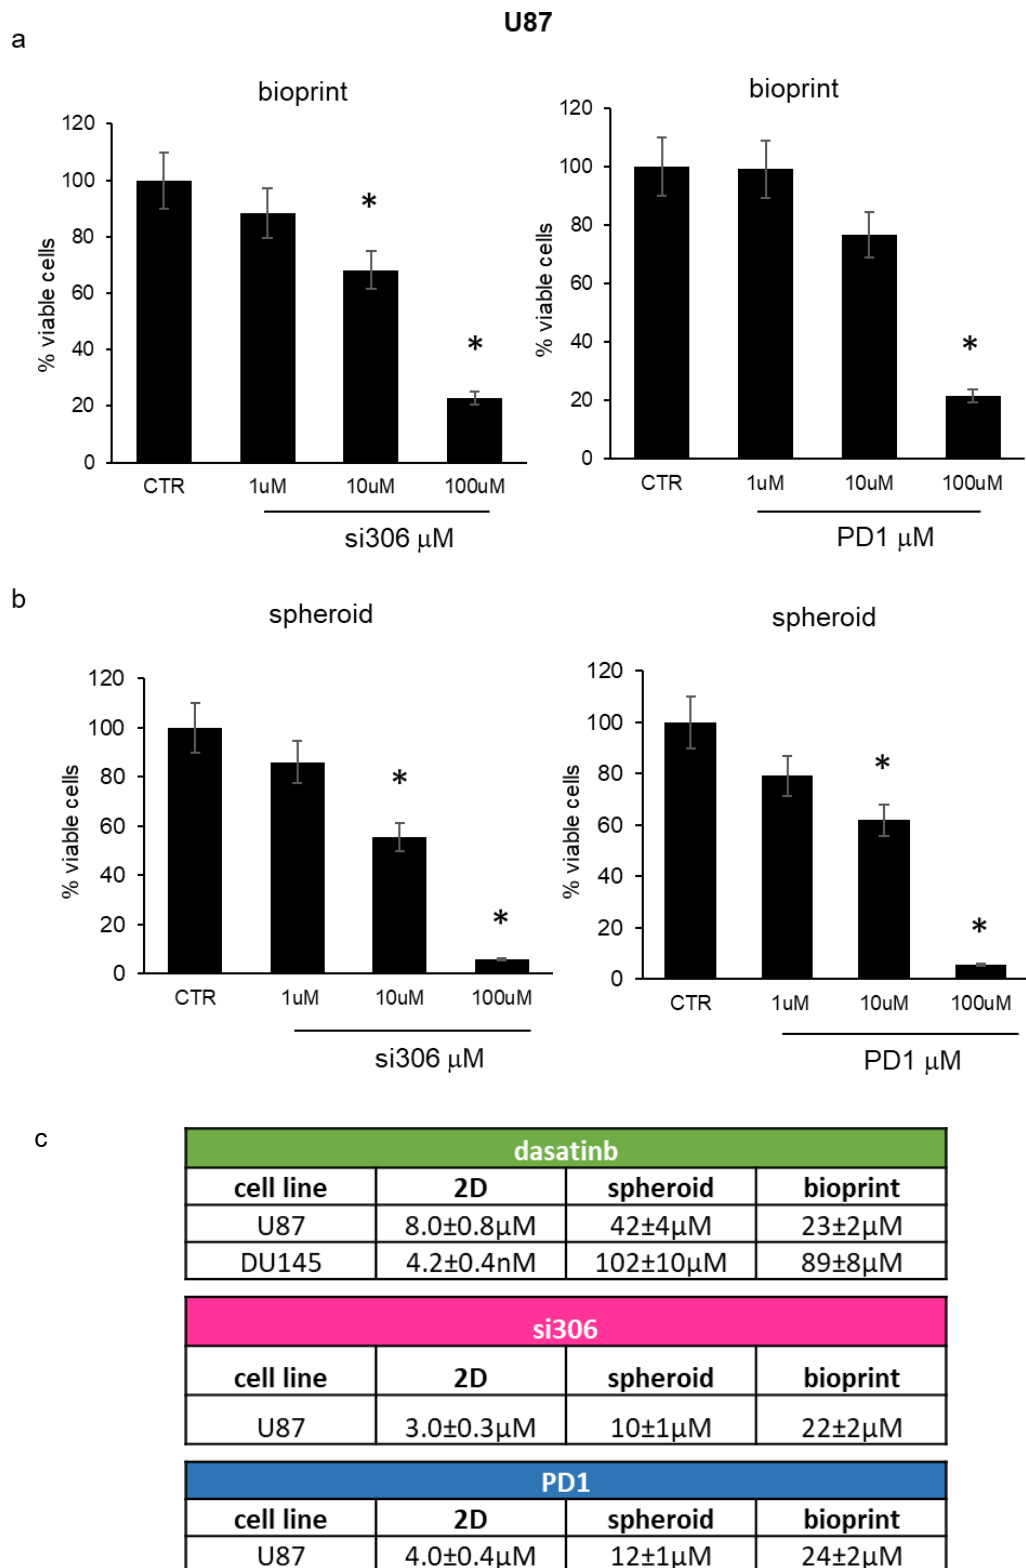 U87
a
bioprint
% viable cells
120
100
80
60
40
20
0
*
*
CTR 1uM 10uM 100uM
si306 μM
bioprint
% viable cells
120
100
80
60
40
20
0
*
CTR 1uM 10uM 100uM
PD1 μM
b
spheroid
% viable cells
120
100
80
60
40
20
0
*
*
CTR 1uM 10uM 100uM
si306 μM
spheroid
% viable cells
120
100
80
60
40
20
0
*
*
CTR 1uM 10uM 100uM
PD1 μM
c
dasatinb
cell line 2D spheroid bioprint
U87 8.0±0.8μM 42±4μM 23±2μM
DU145 4.2±0.4nM 102±10μM 89±8μM
si306
cell line 2D spheroid bioprint
U87 3.0±0.3μM 10±1μM 22±2μM
PD1
cell line 2D spheroid bioprint
U87 4.0±0.4μM 12±1μM 24±2μM